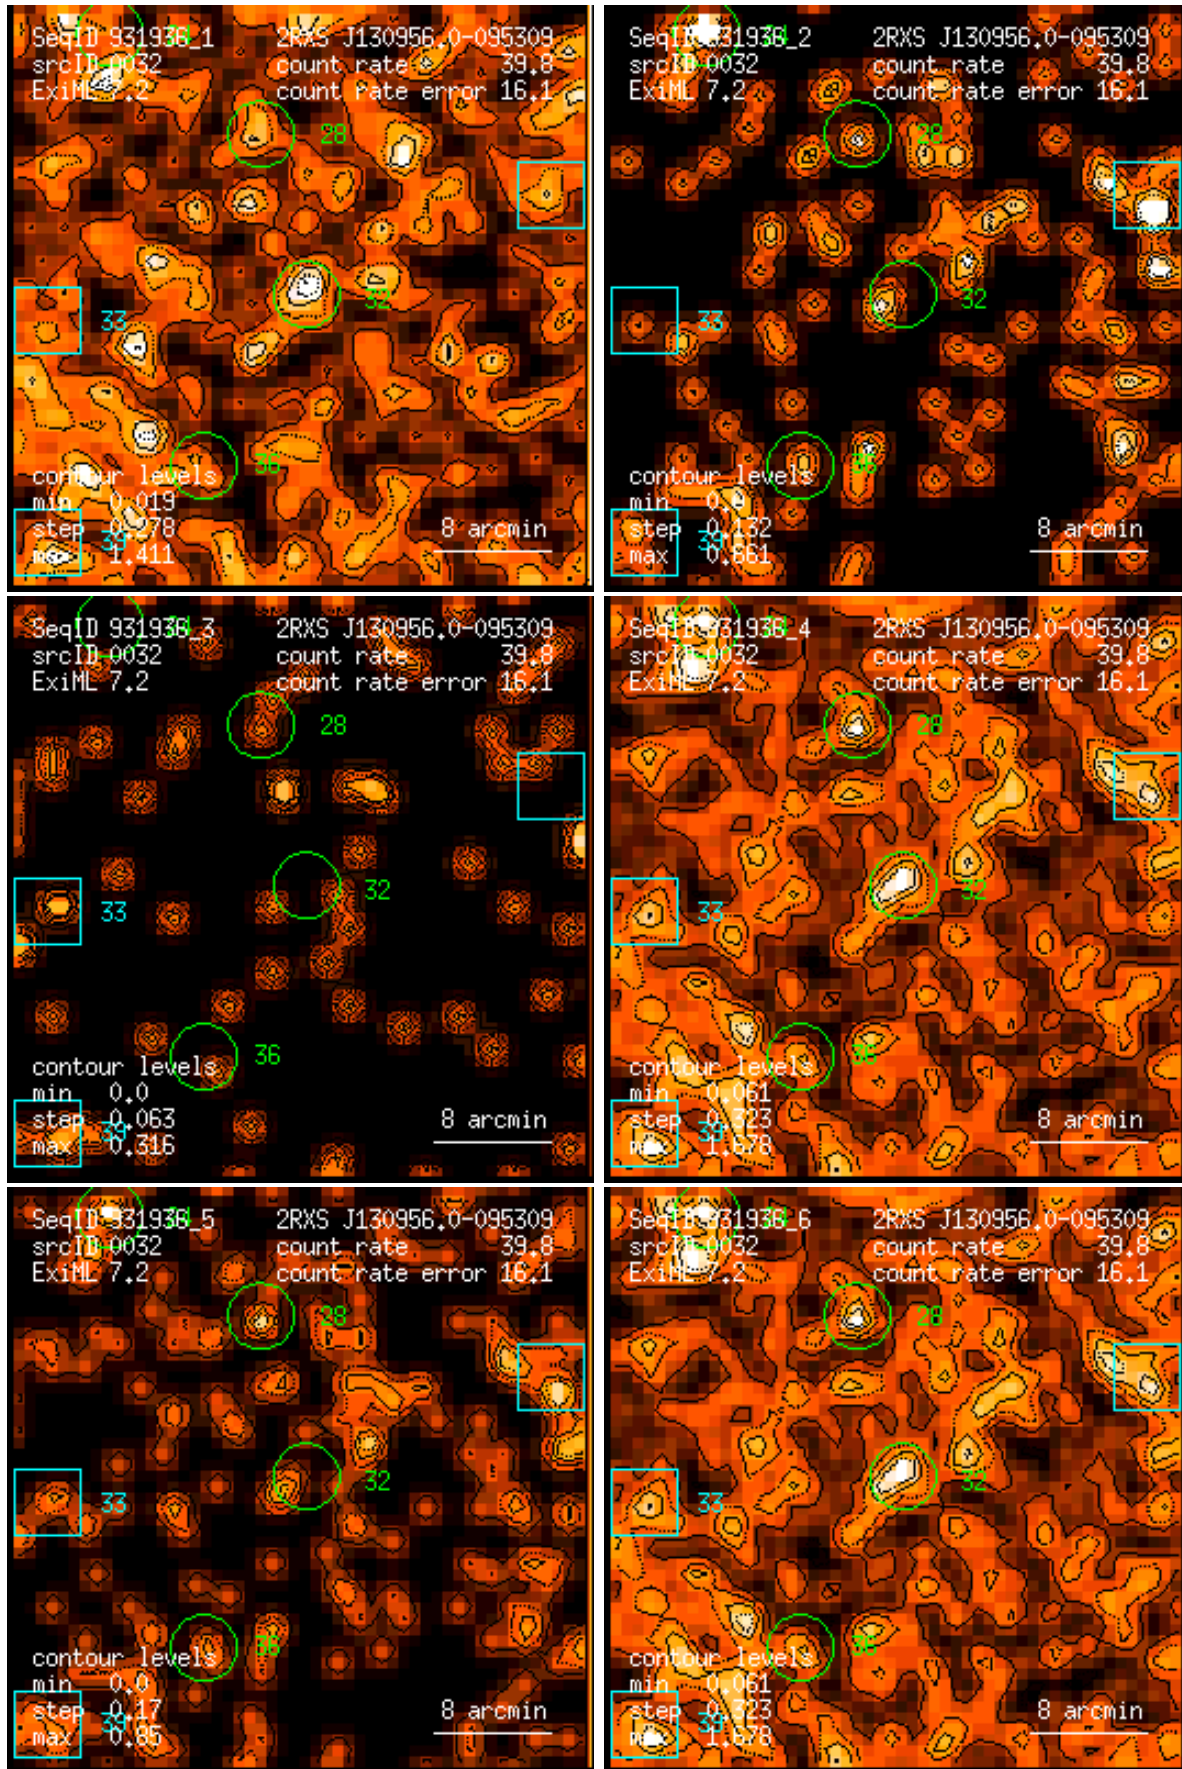 SeqID 931936_1 2RXS J130956.0-095309
srcID 0032 count rate 39.8
ExiML 7.2 count rate error 16.1
28
32
33
36
contour levels
min 0.019
step 0.278
max 1.411
39
8 arcmin
SeqID 931936_2 2RXS J130956.0-095309
srcID 0032 count rate 39.8
ExiML 7.2 count rate error 16.1
28
32
33
36
contour levels
min 0.0
step 0.132
max 0.661
39
8 arcmin
SeqID 931936_3 2RXS J130956.0-095309
srcID 0032 count rate 39.8
ExiML 7.2 count rate error 16.1
28
32
33
36
contour levels
min 0.0
step 0.063
max 0.316
39
8 arcmin
SeqID 931936_4 2RXS J130956.0-095309
srcID 0032 count rate 39.8
ExiML 7.2 count rate error 16.1
28
32
33
36
contour levels
min 0.061
step 0.323
max 1.678
39
8 arcmin
SeqID 931936_5 2RXS J130956.0-095309
srcID 0032 count rate 39.8
ExiML 7.2 count rate error 16.1
28
32
33
36
contour levels
min 0.0
step 0.17
max 0.85
39
8 arcmin
SeqID 931936_6 2RXS J130956.0-095309
srcID 0032 count rate 39.8
ExiML 7.2 count rate error 16.1
28
32
33
36
contour levels
min 0.061
step 0.323
max 1.678
39
8 arcmin